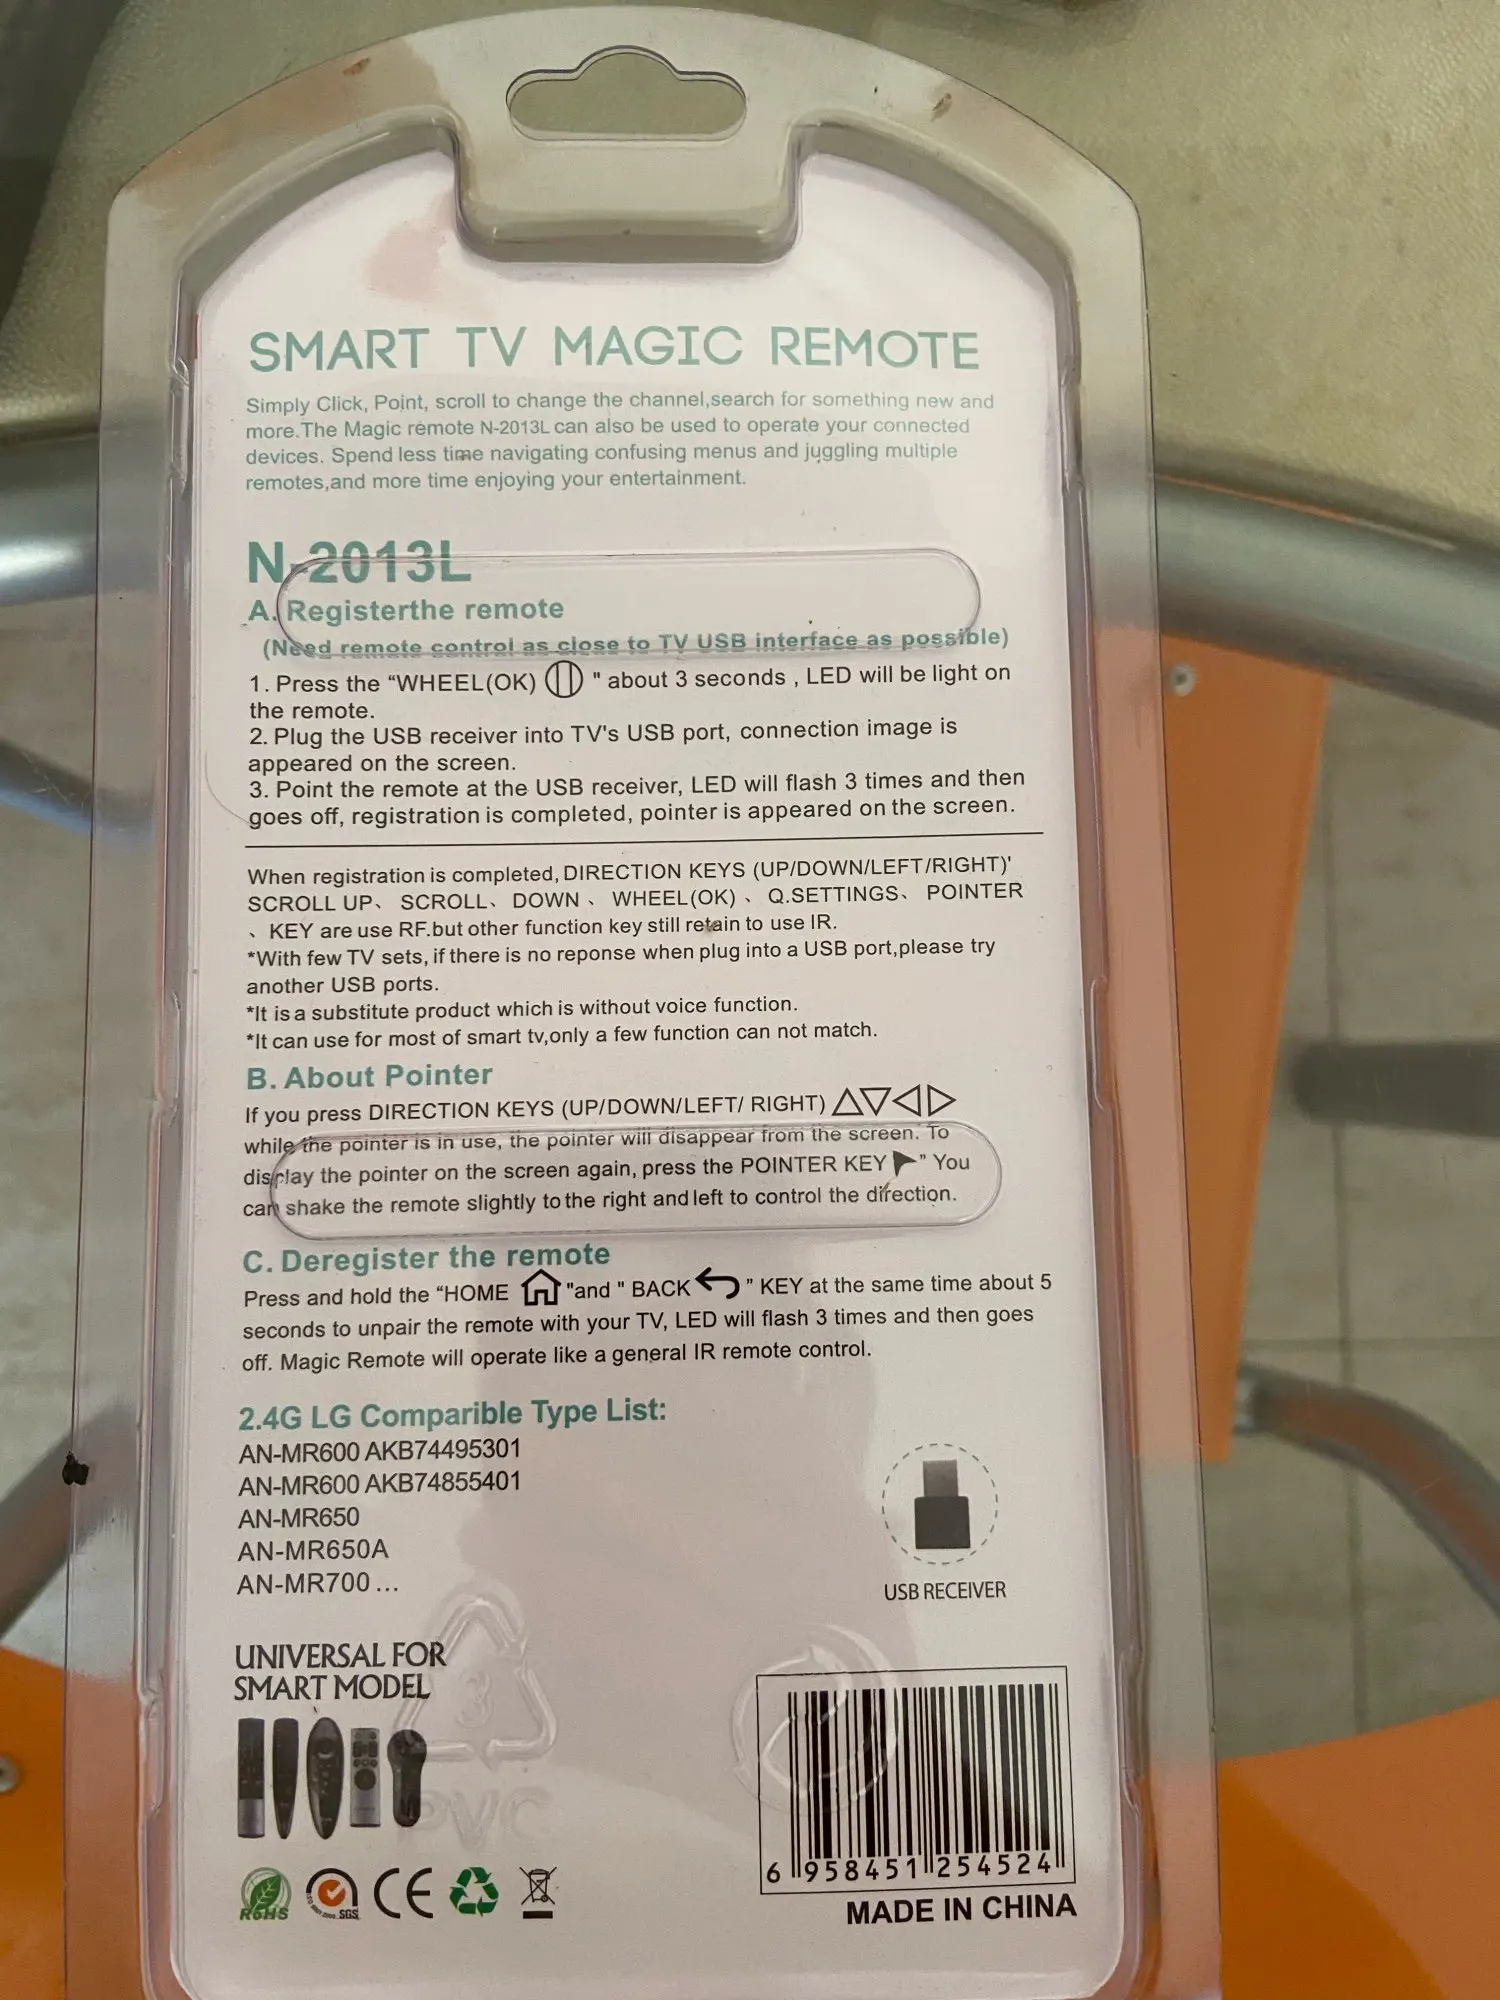 SMART TV MAGIC REMOTE
Simply Click, Point, scroll to change the channel,search for something new and
more.The Magic remote N-2013L can also be used to operate your connected
devices. Spend less time navigating confusing menus and juggling multiple
remotes,and more time enjoying your entertainment.
N-2013L
A. Registerthe remote
(Need remote control as close to TV USB interface as possible)
1. Press the “WHEEL(OK) " about 3 seconds , LED will be light on
the remote.
2. Plug the USB receiver into TV's USB port, connection image is
appeared on the screen.
3. Point the remote at the USB receiver, LED will flash 3 times and then
goes off, registration is completed, pointer is appeared on the screen.
When registration is completed, DIRECTION KEYS (UP/DOWN/LEFT/RIGHT)'
SCROLL UP、 SCROLL、 DOWN 、 WHEEL(OK) 、 Q.SETTINGS、 POINTER
、 KEY are use RF.but other function key still retain to use IR.
*With few TV sets, if there is no reponse when plug into a USB port,please try
another USB ports.
*It is a substitute product which is without voice function.
*It can use for most of smart tv,only a few function can not match.
B. About Pointer
If you press DIRECTION KEYS (UP/DOWN/LEFT/ RIGHT) △▽◁▷
while the pointer is in use, the pointer will disappear from the screen. To
display the pointer on the screen again, press the POINTER KEY ” You
can shake the remote slightly to the right and left to control the direction.
C. Deregister the remote
Press and hold the “HOME "and " BACK ” KEY at the same time about 5
seconds to unpair the remote with your TV, LED will flash 3 times and then goes
off. Magic Remote will operate like a general IR remote control.
2.4G LG Comparible Type List:
AN-MR600 AKB74495301
AN-MR600 AKB74855401
AN-MR650
AN-MR650A
AN-MR700 ...
USB RECEIVER
UNIVERSAL FOR
SMART MODEL
3
PVC
RoHS SGS CE
6 958451 254524
MADE IN CHINA